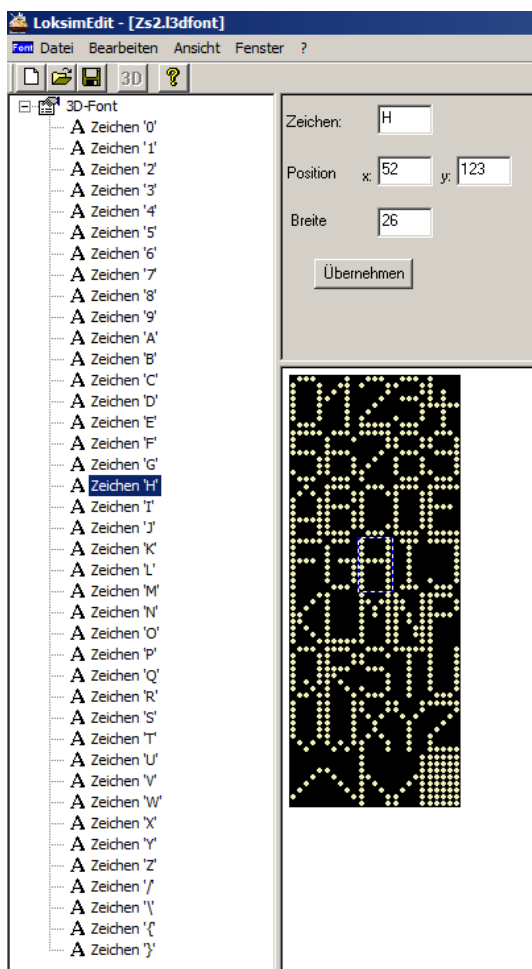 LoksimEdit - [Zs2.l3dfont]
Font Datei Bearbeiten Ansicht Fenster ?
3D
3D-Font
A Zeichen '0'
A Zeichen '1'
A Zeichen '2'
A Zeichen '3'
A Zeichen '4'
A Zeichen '5'
A Zeichen '6'
A Zeichen '7'
A Zeichen '8'
A Zeichen '9'
A Zeichen 'A'
A Zeichen 'B'
A Zeichen 'C'
A Zeichen 'D'
A Zeichen 'E'
A Zeichen 'F'
A Zeichen 'G'
A Zeichen 'H'
A Zeichen 'I'
A Zeichen 'J'
A Zeichen 'K'
A Zeichen 'L'
A Zeichen 'M'
A Zeichen 'N'
A Zeichen 'O'
A Zeichen 'P'
A Zeichen 'Q'
A Zeichen 'R'
A Zeichen 'S'
A Zeichen 'T'
A Zeichen 'U'
A Zeichen 'V'
A Zeichen 'W'
A Zeichen 'X'
A Zeichen 'Y'
A Zeichen 'Z'
A Zeichen '/'
A Zeichen '\'
A Zeichen '{'
A Zeichen '}'
Zeichen: H
Position x: 52 y: 123
Breite 26
Übernehmen